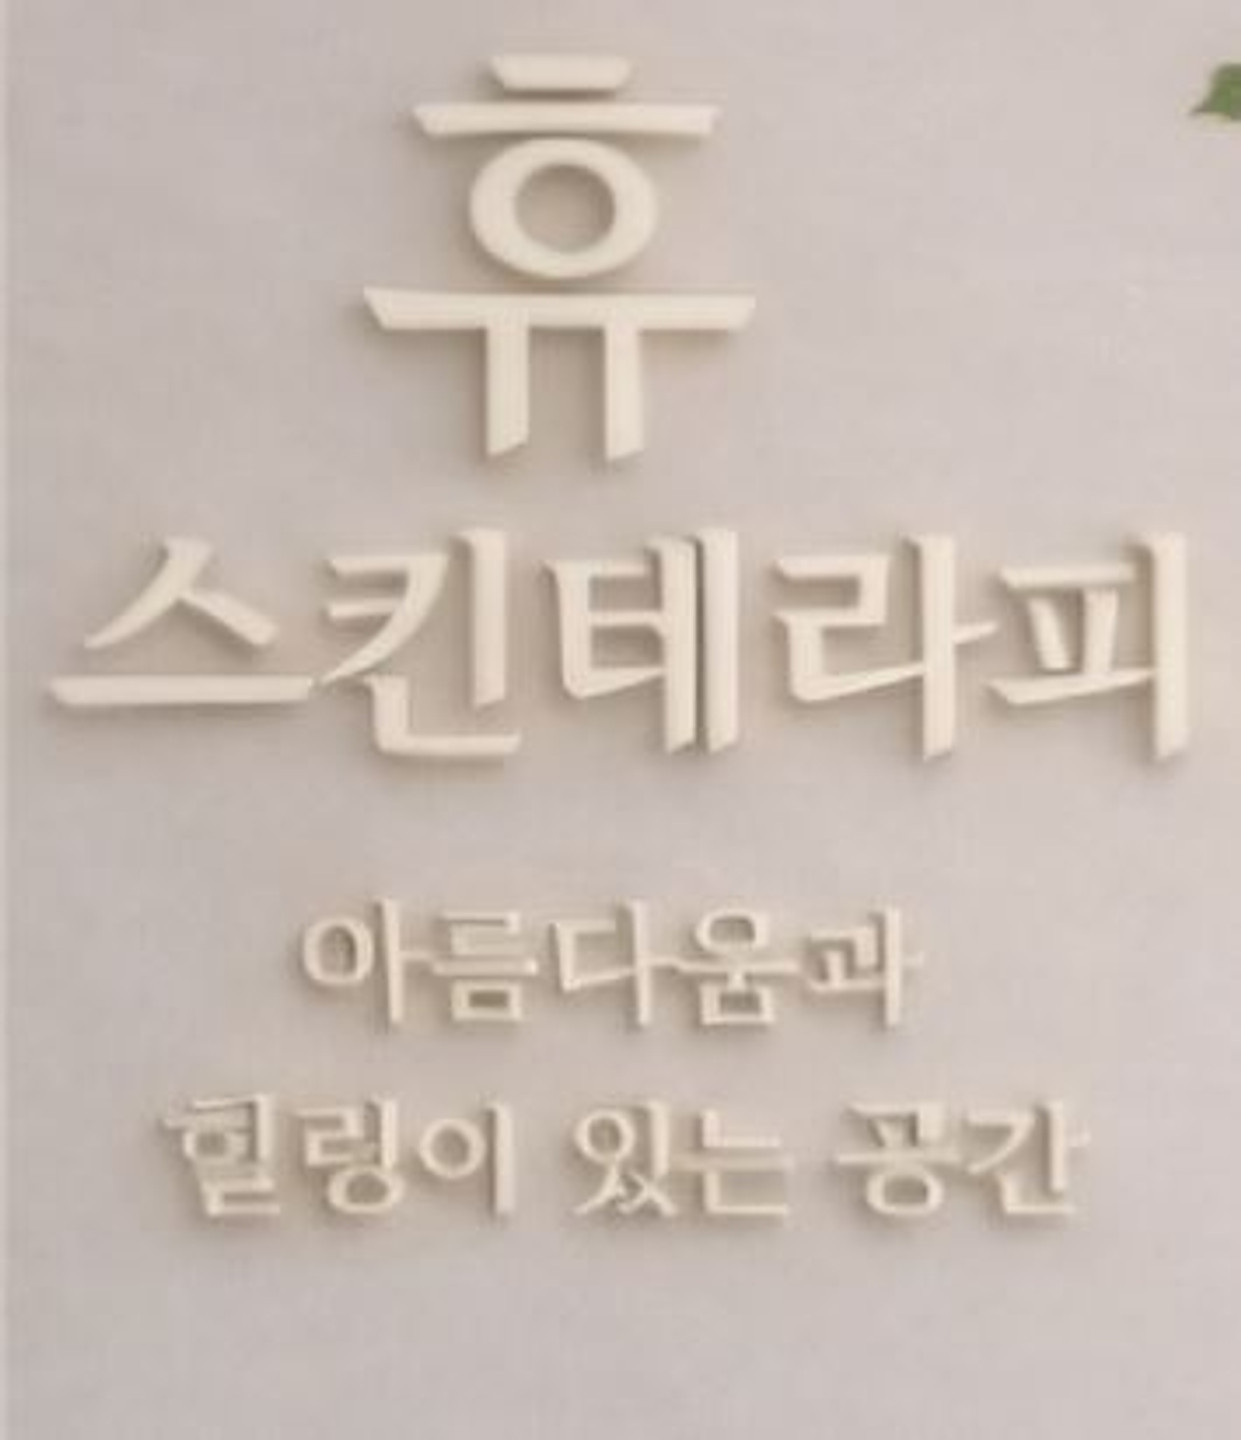 휴
스킨테라피
아름다움과
힐링이 있는 공간